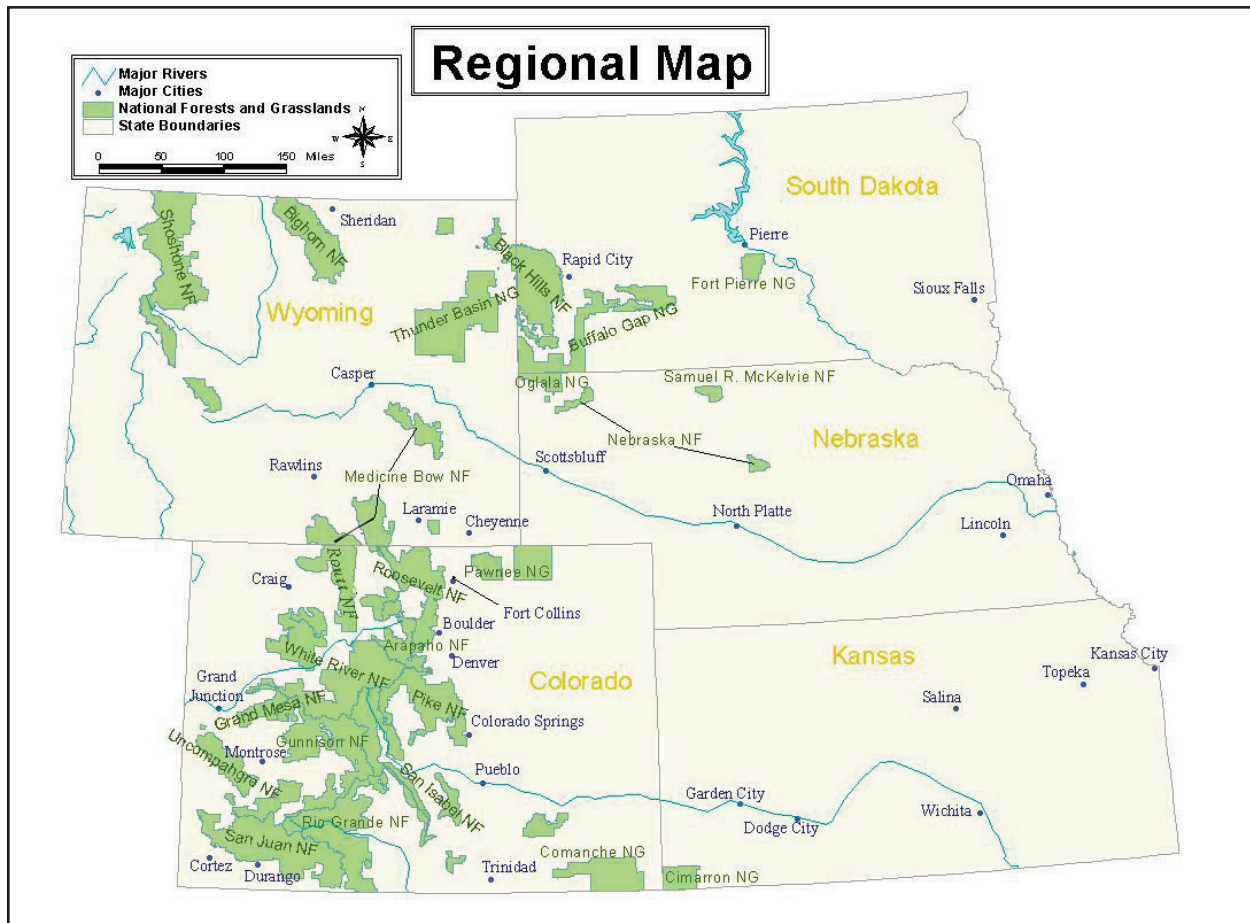 Regional Map
Major Rivers
Major Cities
National Forests and Grasslands
State Boundaries
N
W
E
S
0 50 100 150 Miles
South Dakota
Pierre
Fort Pierre NG
Sioux Falls
Rapid City
Black Hills NF
Buffalo Gap NG
Shoshone NF
Bighorn NF
Sheridan
Wyoming
Thunder Basin NG
Casper
Rawlins
Medicine Bow NF
Laramie
Cheyenne
Oglala NG
Samuel R. McKelvie NF
Nebraska NF
Nebraska
Scottsbluff
North Platte
Omaha
Lincoln
Craig
Routt NF
Roosevelt NF
Pawnee NG
Fort Collins
Boulder
Arapaho NF
Denver
White River NF
Grand
Junction
Grand Mesa NF
Pike NF
Colorado
Colorado Springs
Gunnison NF
Montrose
Uncompahgra NF
San Isabel NF
Pueblo
Rio Grande NF
San Juan NF
Cortez
Durango
Trinidad
Comanche NG
Cimarron NG
Kansas
Kansas City
Topeka
Salina
Garden City
Dodge City
Wichita